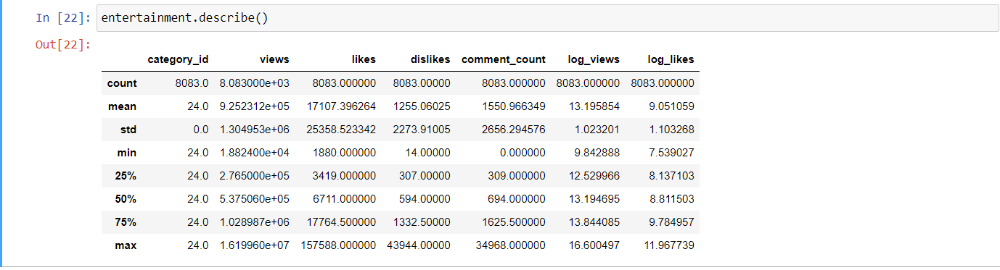 In [22]: entertainment.describe()
Out[22]:
category_id views likes dislikes comment_count log_views log_likes
count 8083.0 8.083000e+03 8083.000000 8083.00000 8083.000000 8083.000000 8083.000000
mean 24.0 9.252312e+05 17107.396264 1255.06025 1550.966349 13.195854 9.051059
std 0.0 1.304953e+06 25358.523342 2273.91005 2656.294576 1.023201 1.103268
min 24.0 1.882400e+04 1880.000000 14.00000 0.000000 9.842888 7.539027
25% 24.0 2.765000e+05 3419.000000 307.00000 309.000000 12.529966 8.137103
50% 24.0 5.375060e+05 6711.000000 594.00000 694.000000 13.194695 8.811503
75% 24.0 1.028987e+06 17764.500000 1332.50000 1625.500000 13.844085 9.784957
max 24.0 1.619960e+07 157588.000000 43944.00000 34968.000000 16.600497 11.967739